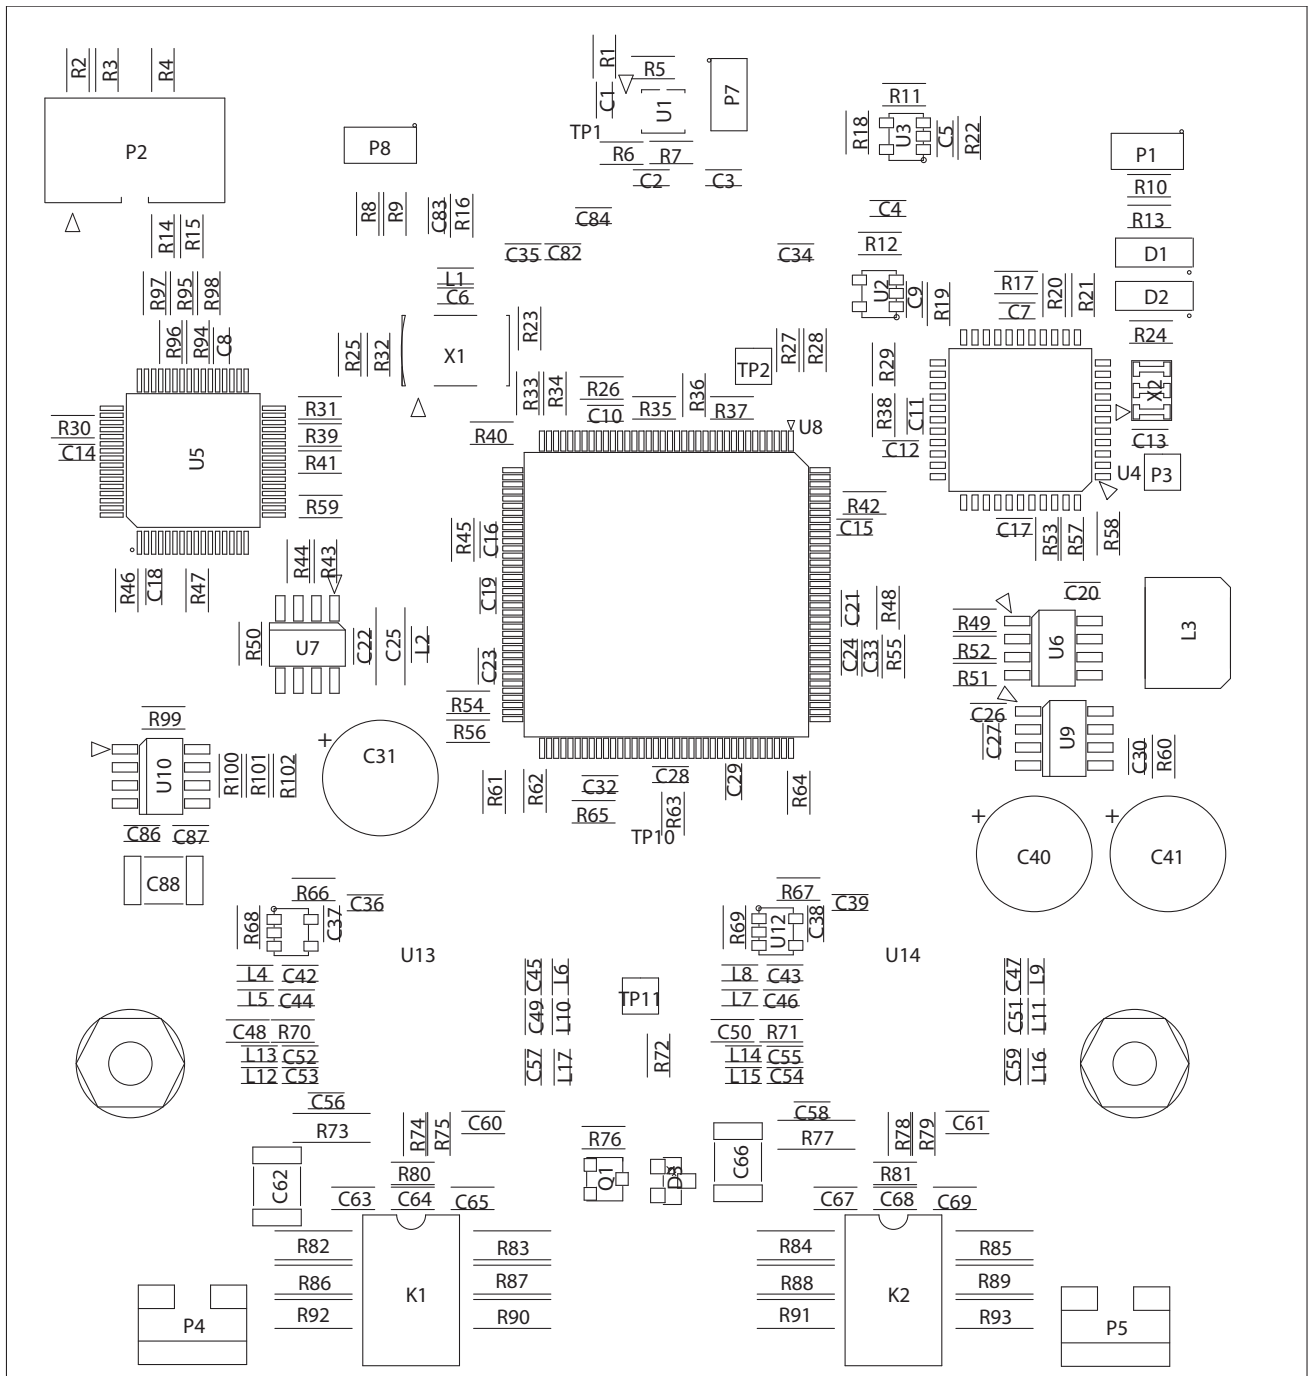 R2 R3 R4 R1 R5
C1 U1 P7 R11
TP1 R18 U3 C5 R22
P2 P8 R6 R7 P1
C2 C3 R10
R8 R9 C83 R16 C84 C4 R13
R14 R15 C35 C82 C34 R12 D1
R97 R95 R98 L1 C6 U2 C9 R19 R17 R20 R21 D2
C7
R96 R94 C8 R25 R32 X1 R23 TP2 R27 R28 R29 R24
X2
R33 R34 R26 R35 R36 R37
R31 C10 R38 C11
R30 R39 R40 U8 C13
C14 U5 R41 C12 U4 P3
R59 R42
R45 C16 C15 C17 R53 R57 R58
R44 R43
R46 C18 R47 C19 C20
C21 R48
R50 U7 C22 C25 L2 R49 U6 L3
C23 C24 C33 R55 R52
R51
R54
R99 R56 C26 C27 U9
U10 R100 R101 R102 + C31 C30 R60
R61 R62 C32 C28 C29 R64
R65 R63
C86 C87 TP10 + +
C40 C41
C88 R66 R67
C36 C39
R68 C37 R69 U12 C38
U13 U14
L4 C42 C45 L6 L8 C43 C47 L9
L5 C44 TP11 L7 C46
C49 L10 C51 L11
C48 R70 C50 R71
L13 C52 C57 L17 R72 L14 C55 C59 L16
L12 C53 L15 C54
C56 C58
R73 R74 R75 C60 R76 R77 R78 R79 C61
C62 R80 Q1 D3 C66 R81
C63 C64 C65 C67 C68 C69
R82 R83 R84 R85
R86 K1 R87 R88 K2 R89
P4 R92 R90 R91 R93 P5